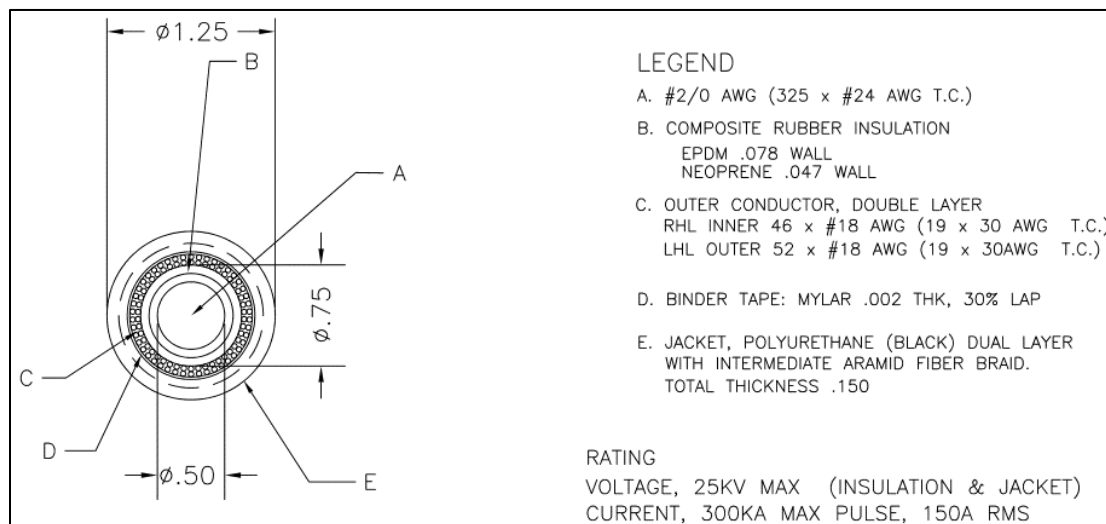 ø1.25
B
A
ø.75
C
D
ø.50
E
LEGEND
A. #2/0 AWG (325 x #24 AWG T.C.)
B. COMPOSITE RUBBER INSULATION
EPDM .078 WALL
NEOPRENE .047 WALL
C. OUTER CONDUCTOR, DOUBLE LAYER
RHL INNER 46 x #18 AWG (19 x 30 AWG T.C.)
LHL OUTER 52 x #18 AWG (19 x 30AWG T.C.)
D. BINDER TAPE: MYLAR .002 THK, 30% LAP
E. JACKET, POLYURETHANE (BLACK) DUAL LAYER
WITH INTERMEDIATE ARAMID FIBER BRAID.
TOTAL THICKNESS .150
RATING
VOLTAGE, 25KV MAX (INSULATION & JACKET)
CURRENT, 300KA MAX PULSE, 150A RMS